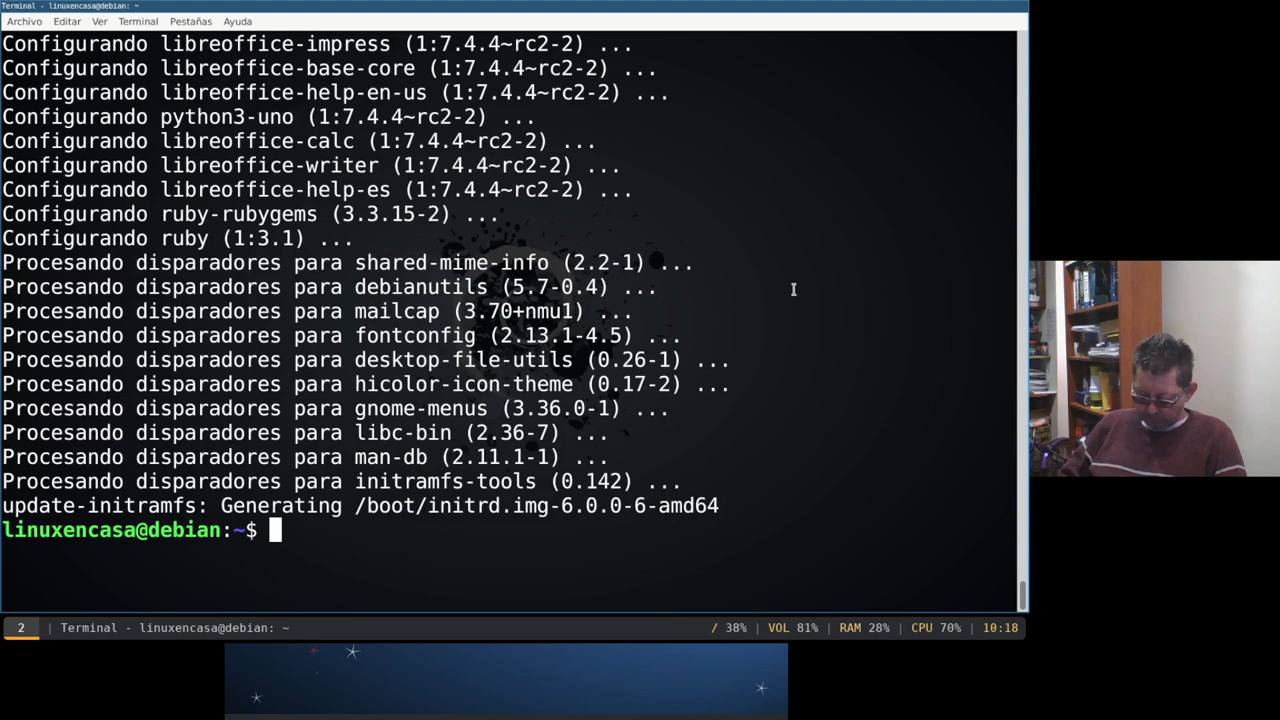 Terminal - linuxencasa@debian: ~
Archivo Editar Ver Terminal Pestañas Ayuda
Configurando libreoffice-impress (1:7.4.4~rc2-2) ...
Configurando libreoffice-base-core (1:7.4.4~rc2-2) ...
Configurando libreoffice-help-en-us (1:7.4.4~rc2-2) ...
Configurando python3-uno (1:7.4.4~rc2-2) ...
Configurando libreoffice-calc (1:7.4.4~rc2-2) ...
Configurando libreoffice-writer (1:7.4.4~rc2-2) ...
Configurando libreoffice-help-es (1:7.4.4~rc2-2) ...
Configurando ruby-rubygems (3.3.15-2) ...
Configurando ruby (1:3.1) ...
Procesando disparadores para shared-mime-info (2.2-1) ...
Procesando disparadores para debianutils (5.7-0.4) ...
Procesando disparadores para mailcap (3.70+nmu1) ...
Procesando disparadores para fontconfig (2.13.1-4.5) ...
Procesando disparadores para desktop-file-utils (0.26-1) ...
Procesando disparadores para hicolor-icon-theme (0.17-2) ...
Procesando disparadores para gnome-menus (3.36.0-1) ...
Procesando disparadores para libc-bin (2.36-7) ...
Procesando disparadores para man-db (2.11.1-1) ...
Procesando disparadores para initramfs-tools (0.142) ...
update-initramfs: Generating /boot/initrd.img-6.0.0-6-amd64
linuxencasa@debian:~$
2 | Terminal - linuxencasa@debian: ~ / 38% | VOL 81% | RAM 28% | CPU 70% | 10:18